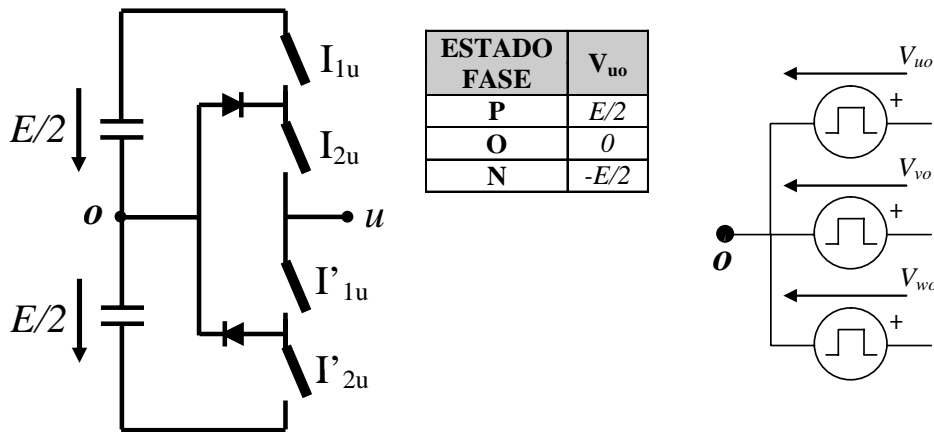 I1u
E/2
I2u
o
u
I’1u
E/2
I’2u
ESTADO FASE Vuo
P E/2
O 0
N -E/2
Vuo
+
Vvo
+
o
Vwo
+